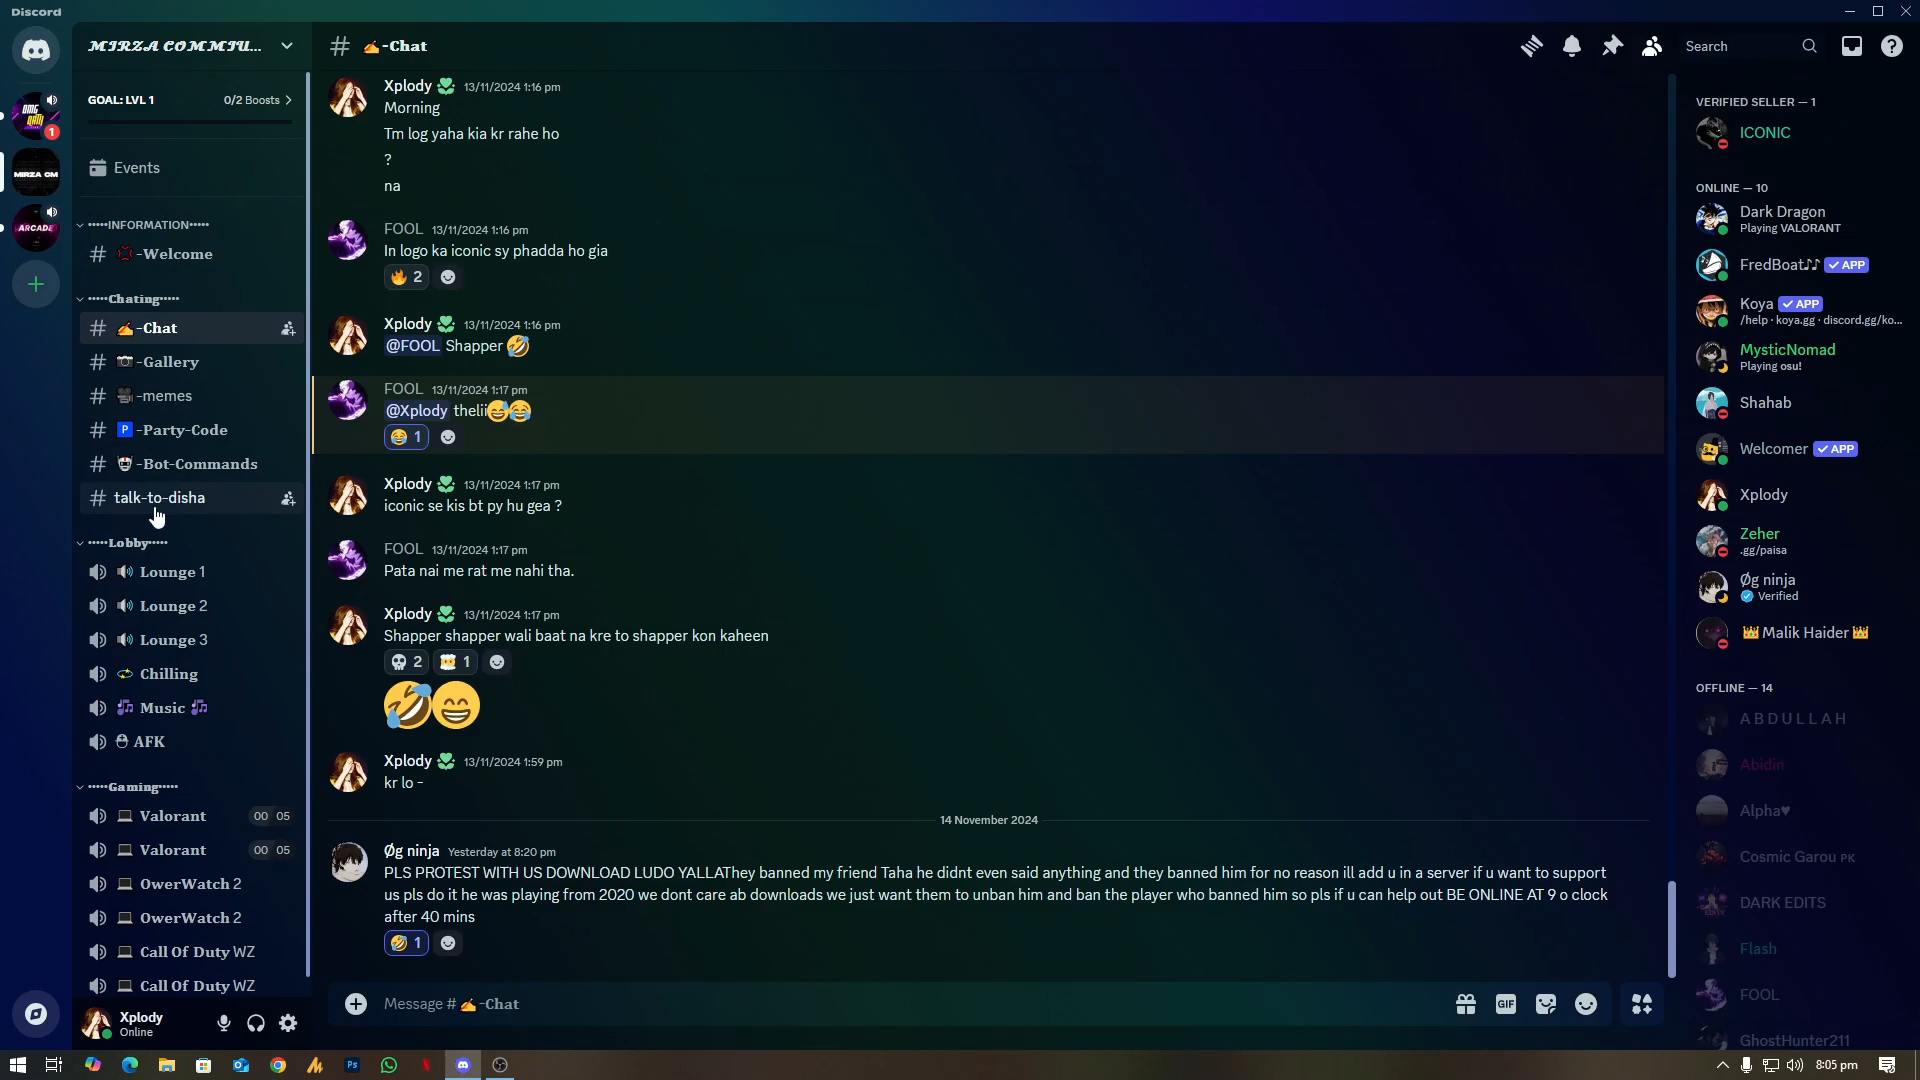 Discord
MIRZA COMMIU...
-Chat
Search
GOAL: LVL 1
0/2 Boosts
Events
OMG
1
MIRZA CM
ARCADE
•••••INFORMATION•••••
-Welcome
•••••Chating•••••
-Chat
-Gallery
-memes
P -Party-Code
-Bot-Commands
talk-to-disha
•••••Lobby•••••
Lounge 1
Lounge 2
Lounge 3
Chilling
Music
AFK
•••••Gaming•••••
Valorant 00 05
Valorant 00 05
OwerWatch 2
OwerWatch 2
Call Of Duty WZ
Call Of Duty WZ
Xplody
Online
Xplody 13/11/2024 1:16 pm
Morning
Tm log yaha kia kr rahe ho
?
na
FOOL 13/11/2024 1:16 pm
In logo ka iconic sy phadda ho gia
🔥 2
Xplody 13/11/2024 1:16 pm
@FOOL Shapper 🤣
FOOL 13/11/2024 1:17 pm
@Xplody thelii😅😂
😂 1
Xplody 13/11/2024 1:17 pm
iconic se kis bt py hu gea ?
FOOL 13/11/2024 1:17 pm
Pata nai me rat me nahi tha.
Xplody 13/11/2024 1:17 pm
Shapper shapper wali baat na kre to shapper kon kaheen
💀 2 1
🤣😁
Xplody 13/11/2024 1:59 pm
kr lo -
14 November 2024
Øg ninja Yesterday at 8:20 pm
PLS PROTEST WITH US DOWNLOAD LUDO YALLAThey banned my friend Taha he didnt even said anything and they banned him for no reason ill add u in a server if u want to support
us pls do it he was playing from 2020 we dont care ab downloads we just want them to unban him and ban the player who banned him so pls if u can help out BE ONLINE AT 9 o clock
after 40 mins
🤣 1
Message # ✍-Chat
GIF
VERIFIED SELLER — 1
ICONIC
ONLINE — 10
Dark Dragon
Playing VALORANT
FredBoat♪♪ ✓ APP
Koya ✓ APP
/help · koya.gg · discord.gg/ko...
MysticNomad
Playing osu!
Shahab
Welcomer ✓ APP
Xplody
Zeher
.gg/paisa
Øg ninja
Verified
👑 Malik Haider 👑
OFFLINE — 14
A B D U L L A H
Abidin
Alpha♥
Cosmic Garou PK
DARK EDITS
Flash
FOOL
GhostHunter211
Ps
8:05 pm